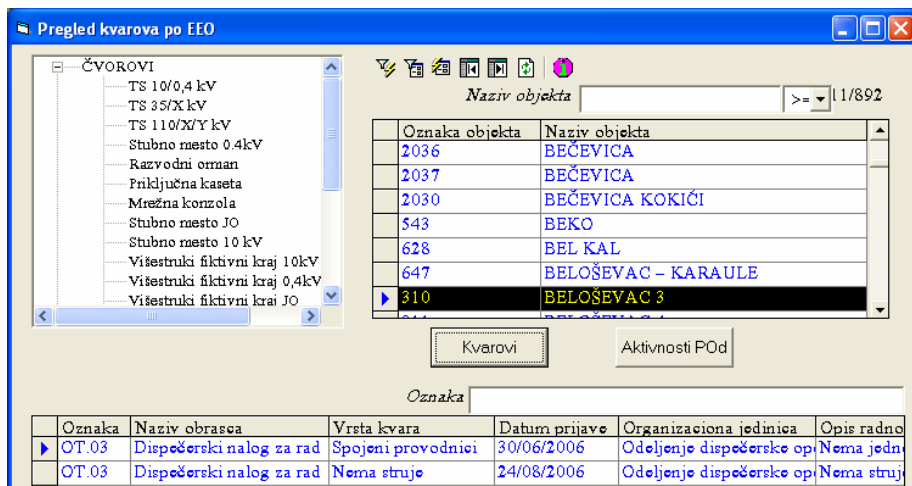 Pregled kvarova po EEO
ČVOROVI
TS 10/0,4 kV
TS 35/X kV
TS 110/X/Y kV
Stubno mesto 0.4kV
Razvodni orman
Priključna kaseta
Mrežna konzola
Stubno mesto JO
Stubno mesto 10 kV
Višestruki fiktivni kraj 10kV
Višestruki fiktivni kraj 0,4kV
Višestruki fiktivni kraj JO
Naziv objekta >= 11/892
Oznaka objekta Naziv objekta
2036 BEČEVICA
2037 BEČEVICA
2030 BEČEVICA KOKIĆI
543 BEKO
628 BEL KAL
647 BELOŠEVAC – KARAULE
310 BELOŠEVAC 3
Kvarovi Aktivnosti POd
Oznaka
Oznaka Naziv obrasca Vrsta kvara Datum prijave Organizaciona jedinica Opis radno
OT.03 Dispečerski nalog za rad Spojeni provodnici 30/06/2006 Odeljenje dispečerske op Nema jedn
OT.03 Dispečerski nalog za rad Nema struje 24/08/2006 Odeljenje dispečerske op Nema struj